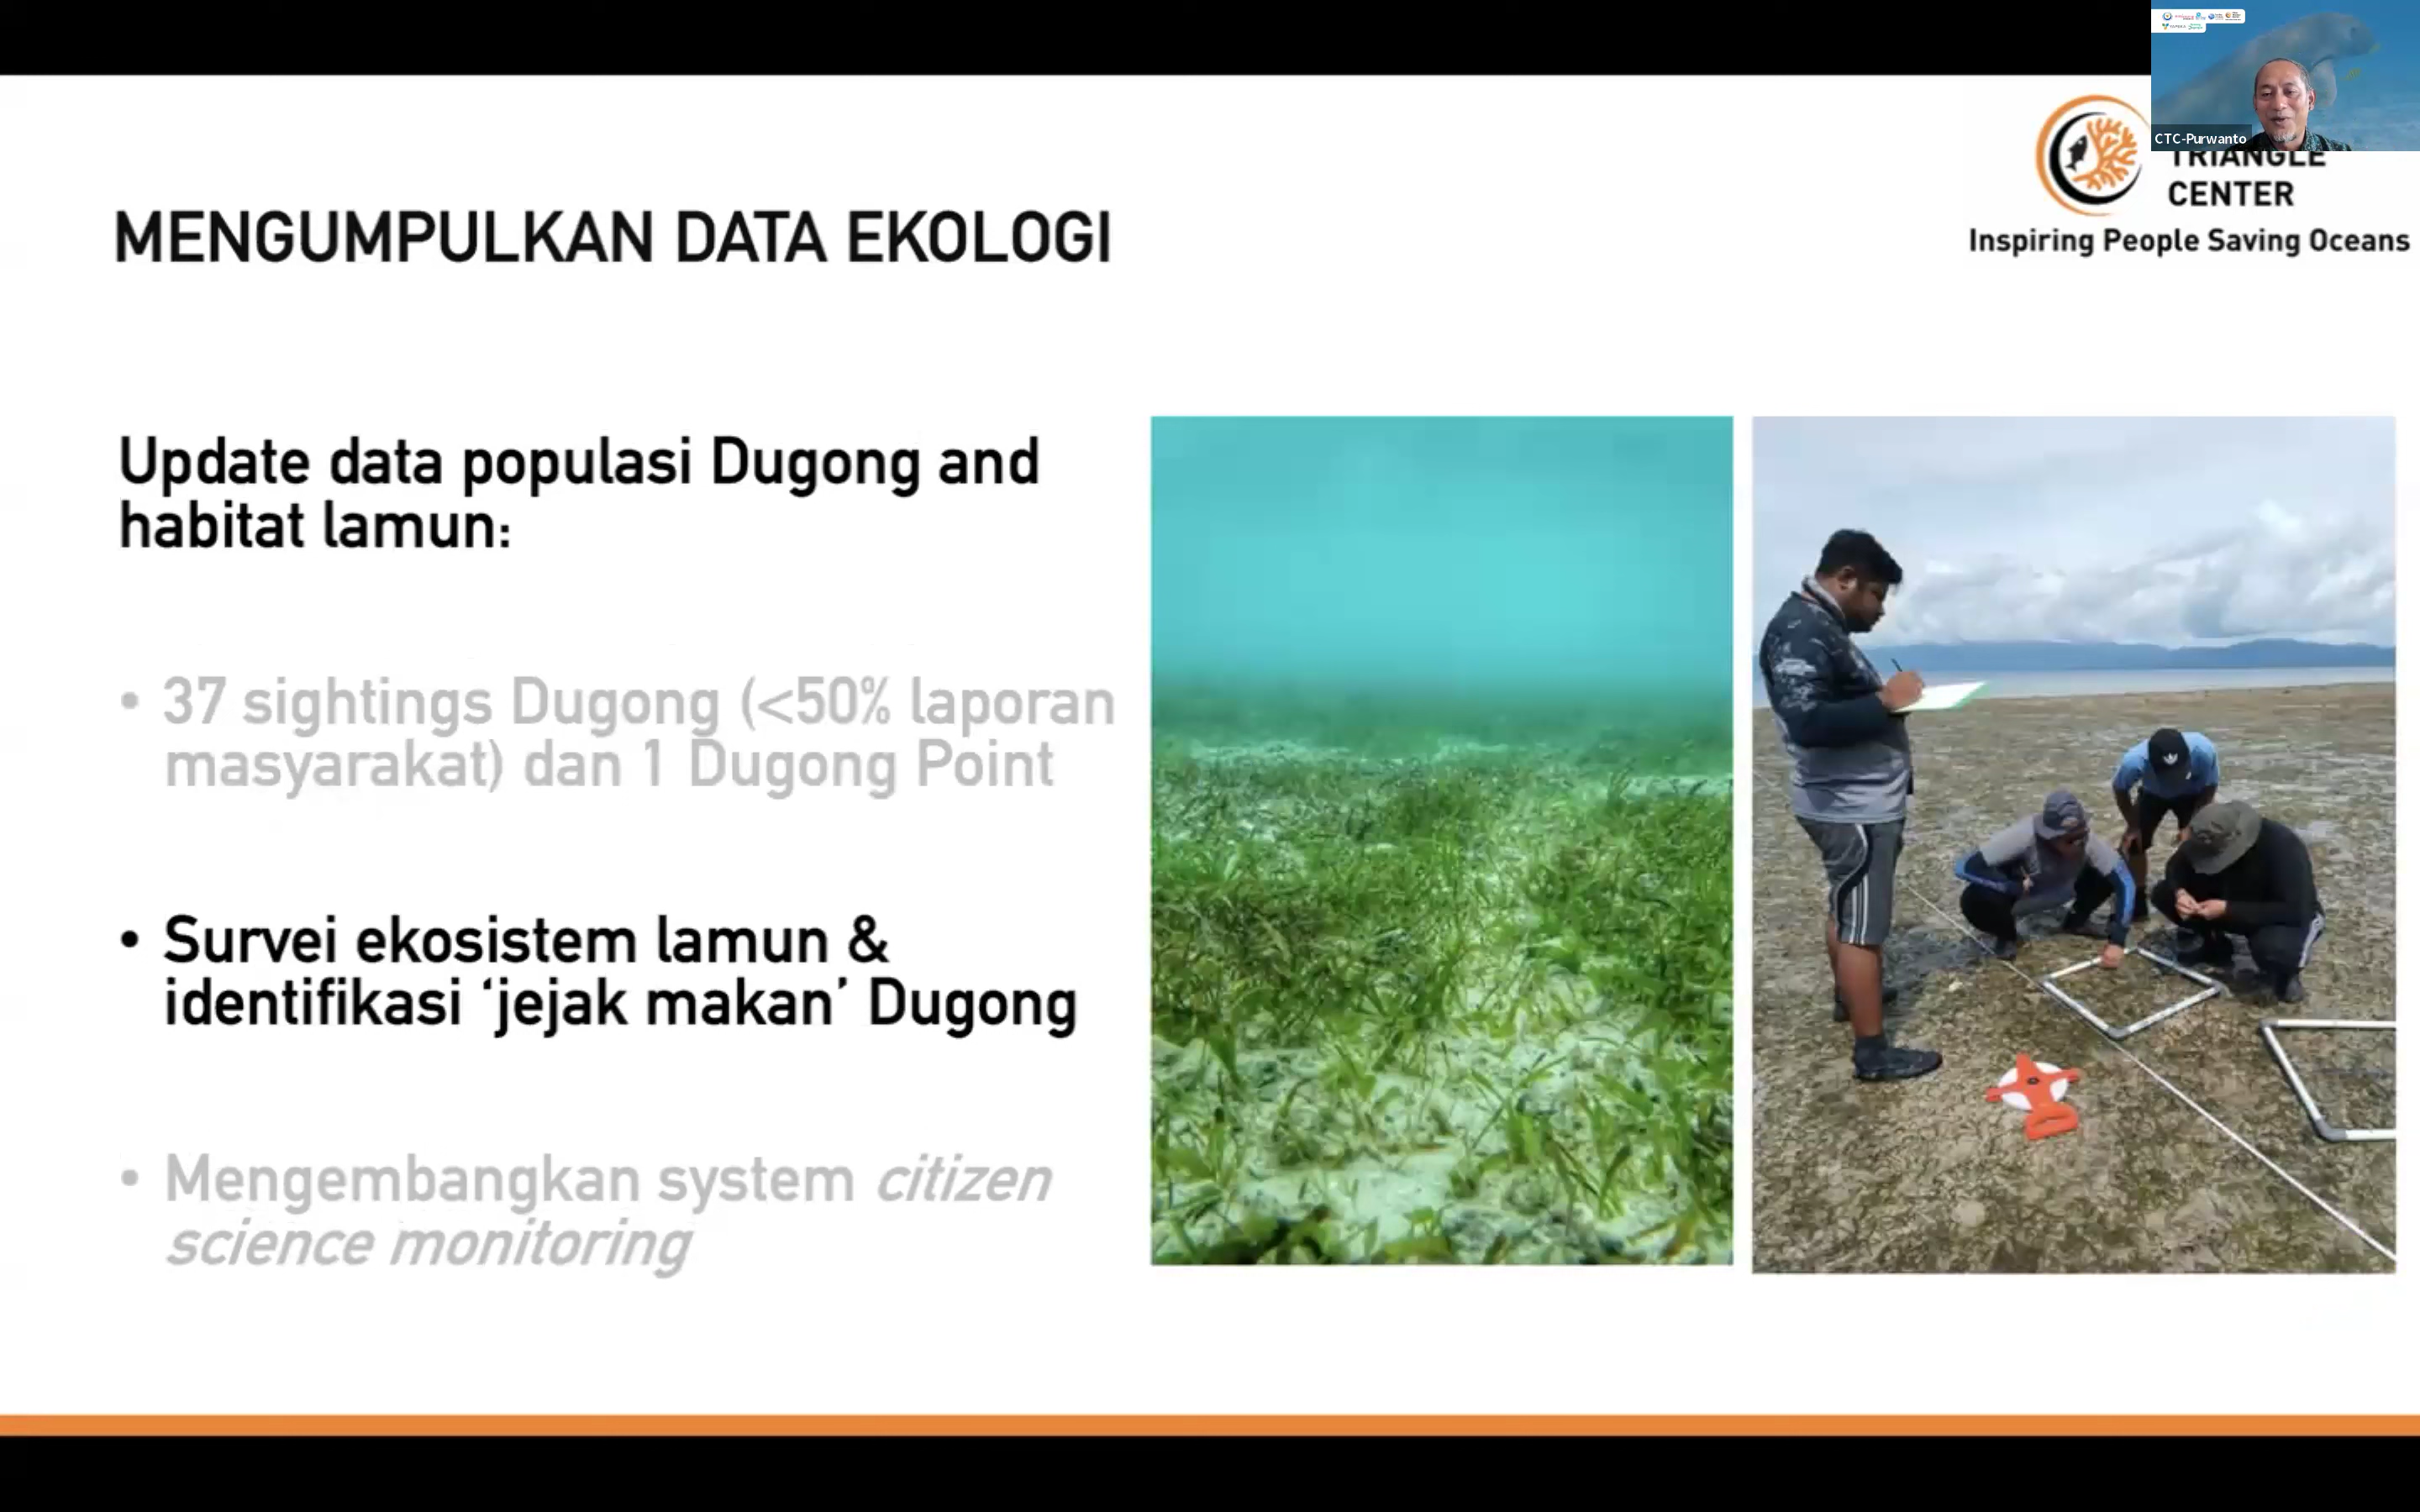 CTC-Purwanto
TRIANGLE
CENTER
Inspiring People Saving Oceans
MENGUMPULKAN DATA EKOLOGI
Update data populasi Dugong and
habitat lamun:
• 37 sightings Dugong (<50% laporan
masyarakat) dan 1 Dugong Point
• Survei ekosistem lamun &
identifikasi ‘jejak makan’ Dugong
• Mengembangkan system citizen
science monitoring